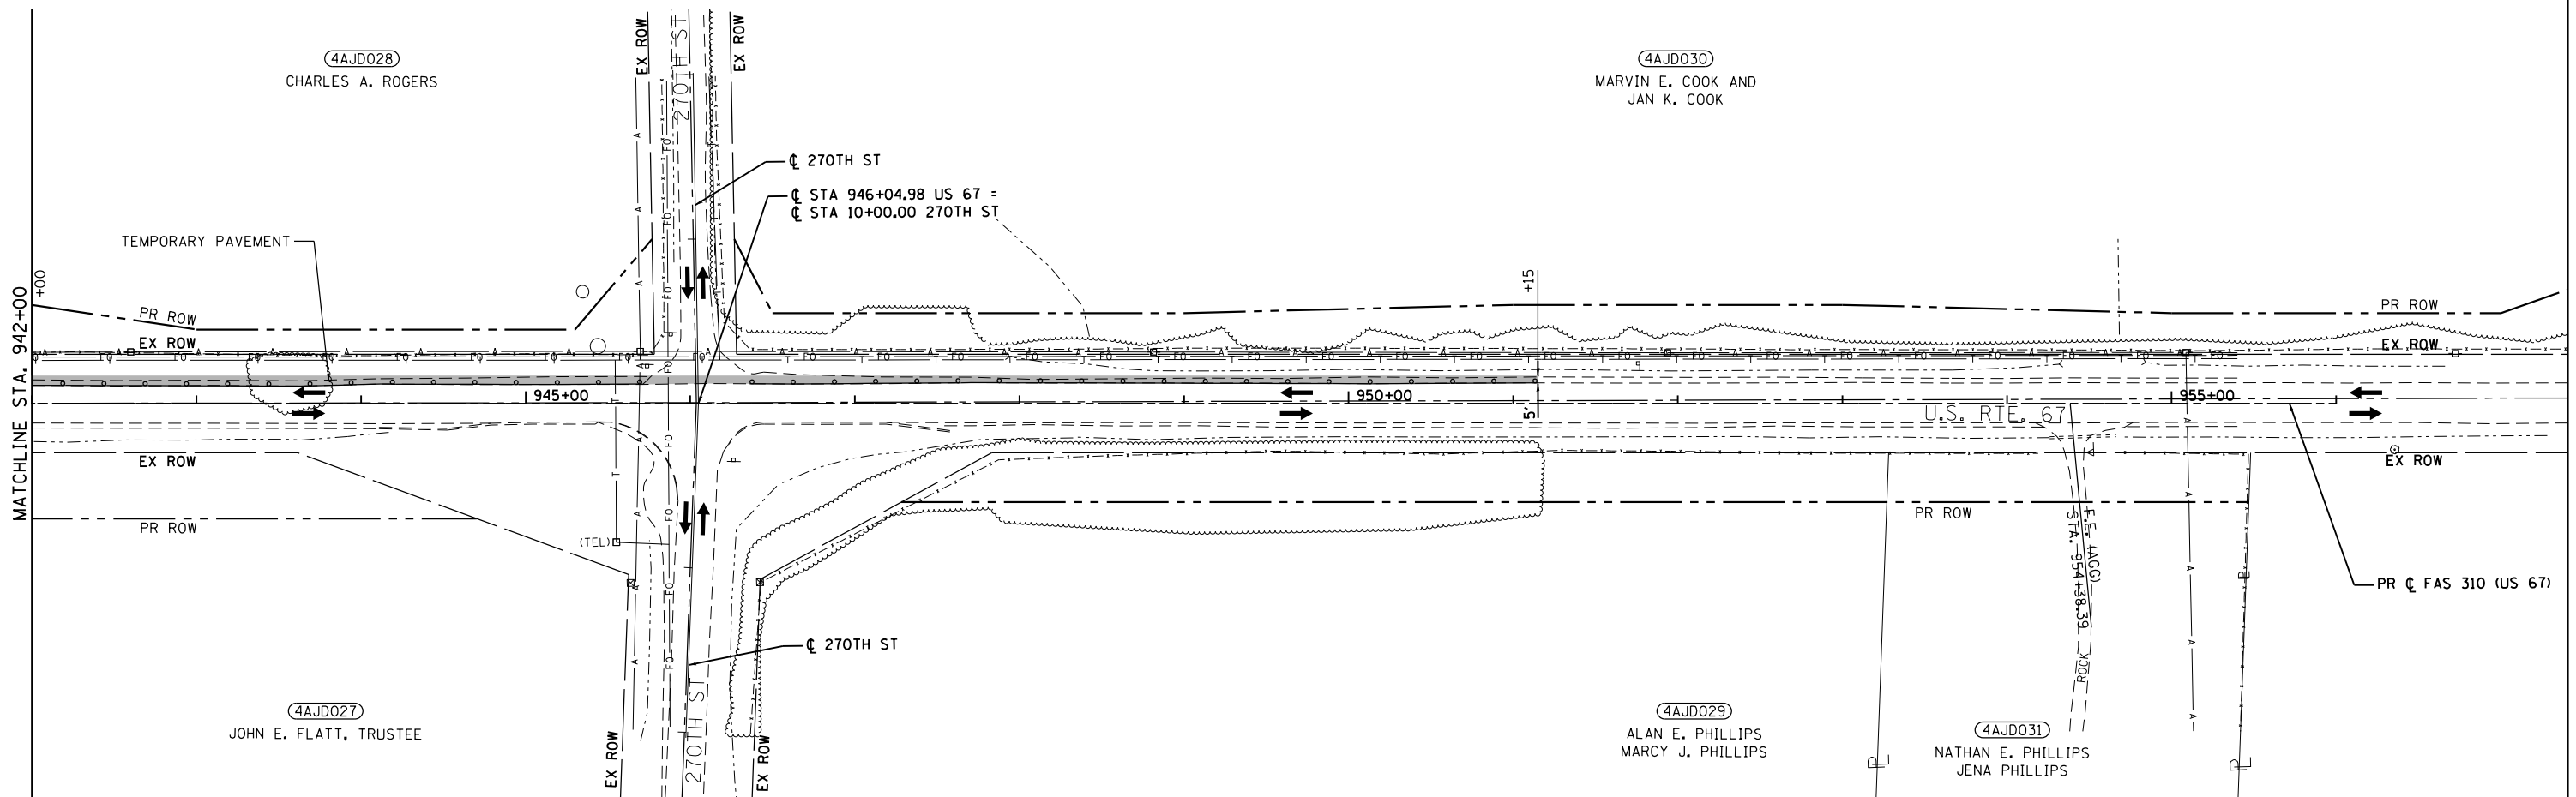 MATCHLINE STA. 942+00
+00
4AJD028
CHARLES A. ROGERS
EX ROW
270TH ST
270TH ST
EX ROW
4AJD030
MARVIN E. COOK AND
JAN K. COOK
℄ 270TH ST
℄ STA 946+04.98 US 67 =
℄ STA 10+00.00 270TH ST
TEMPORARY PAVEMENT
PR ROW
EX ROW
+15
PR ROW
EX ROW
945+00
950+00
955+00
5'
U.S. RTE. 67
EX ROW
EX ROW
PR ROW
PR ROW
(TEL)
F.E. (AGG)
STA. 954+38.39
ROCK
PR ℄ FAS 310 (US 67)
℄ 270TH ST
270TH ST
EX ROW
EX ROW
4AJD027
JOHN E. FLATT, TRUSTEE
4AJD029
ALAN E. PHILLIPS
MARCY J. PHILLIPS
4AJD031
NATHAN E. PHILLIPS
JENA PHILLIPS